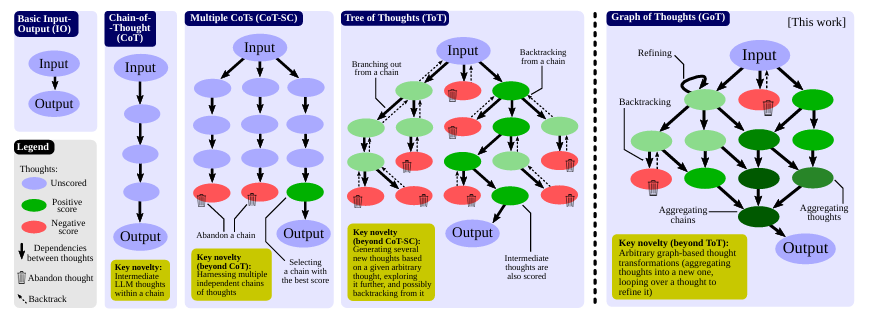 Basic Input-
Output (IO)
Input
Output
Legend
Thoughts:
Unscored
Positive
score
Negative
score
Dependencies
between thoughts
Abandon thought
Backtrack
Chain-of-
-Thought
(CoT)
Input
Output
Key novelty:
Intermediate
LLM thoughts
within a chain
Multiple CoTs (CoT-SC)
Input
Abandon a chain
Output
Selecting
a chain with
the best score
Key novelty
(beyond CoT):
Harnessing multiple
independent chains
of thoughts
Tree of Thoughts (ToT)
Input
Branching out
from a chain
Backtracking
from a chain
Output
Intermediate
thoughts are
also scored
Key novelty
(beyond CoT-SC):
Generating several
new thoughts based
on a given arbitrary
thought, exploring
it further, and possibly
backtracking from it
Graph of Thoughts (GoT)
[This work]
Refining
Input
Backtracking
Aggregating
chains
Aggregating
thoughts
Output
Key novelty (beyond ToT):
Arbitrary graph-based thought
transformations (aggregating
thoughts into a new one,
looping over a thought to
refine it)